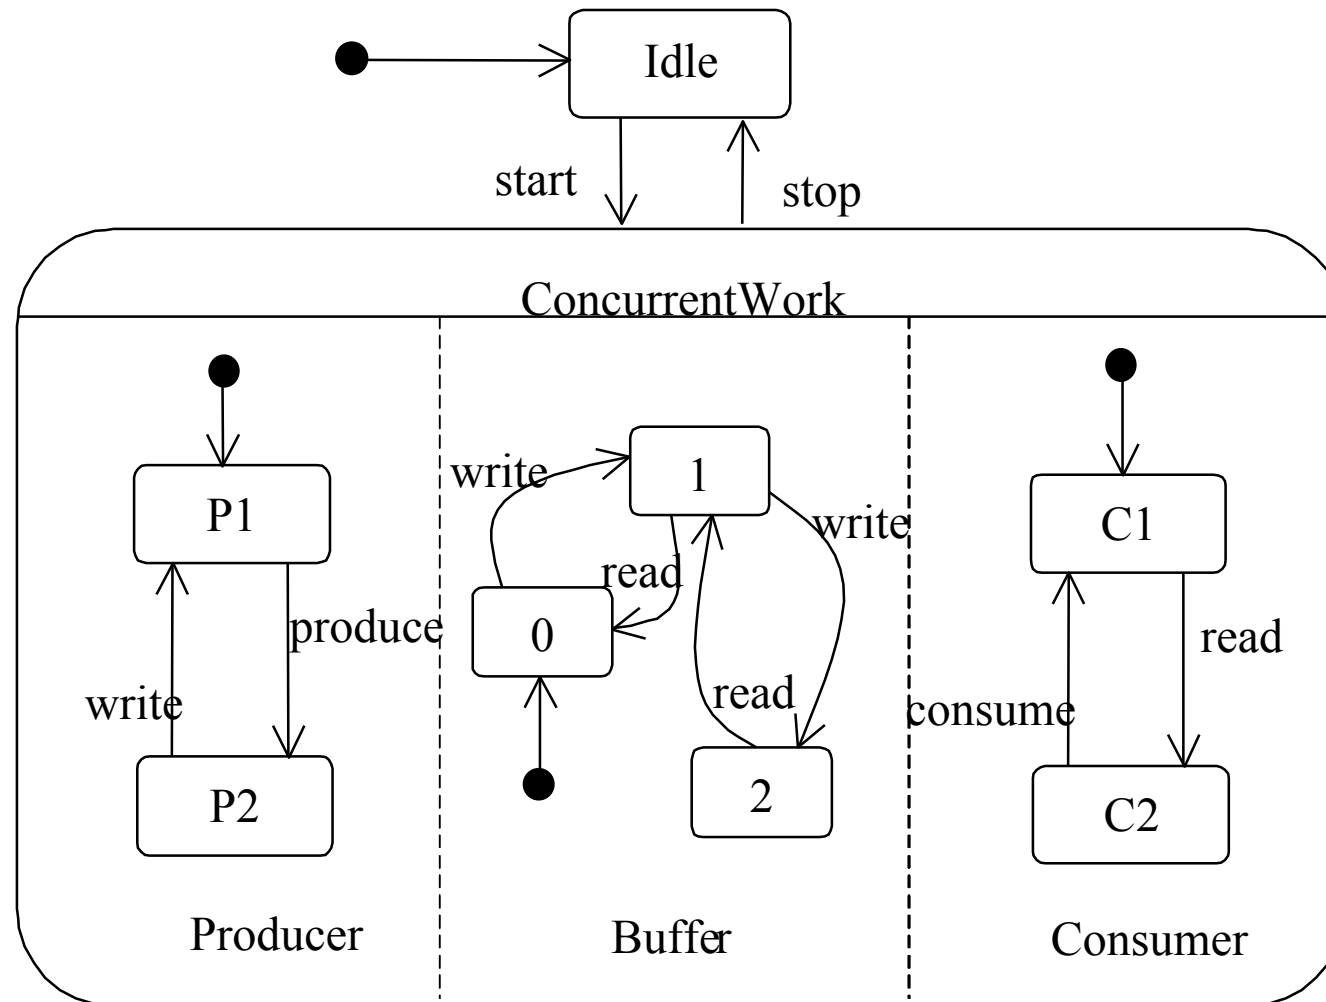 Idle
start
stop
ConcurrentWork
P1
produce
write
P2
Producer
write
1
write
read
0
read
2
Buffer
C1
read
consume
C2
Consumer